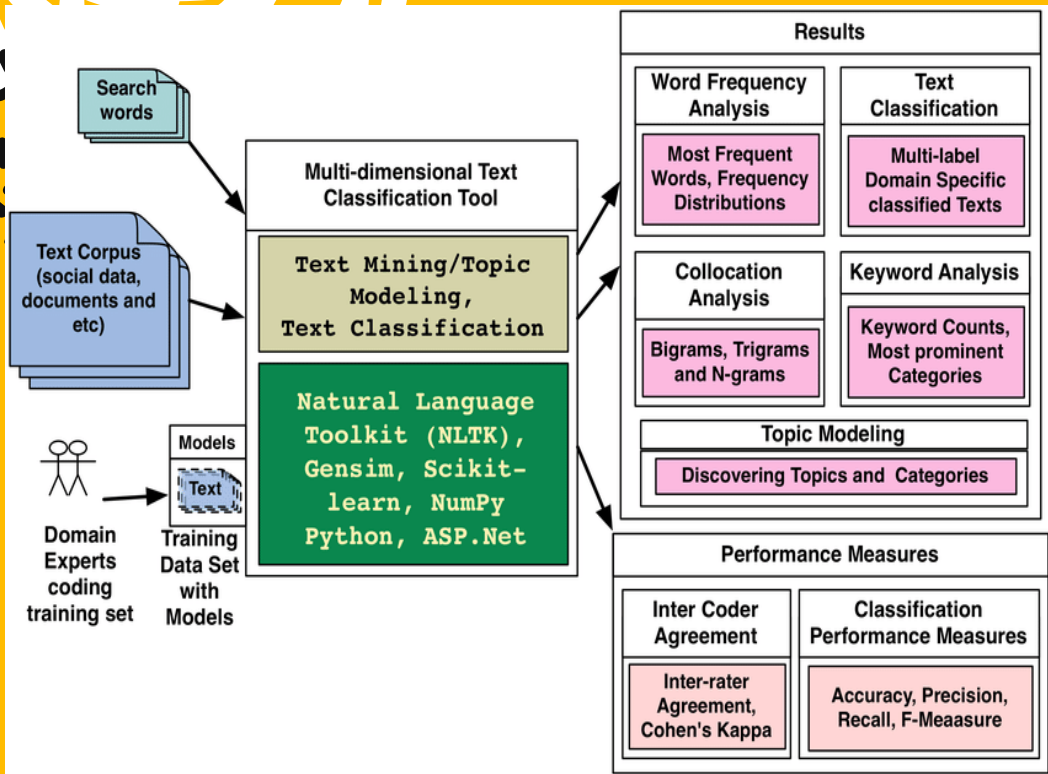 Search
words
Text Corpus
(social data,
documents and
etc)
Domain
Experts
coding
training set
Models
Text
Training
Data Set
with
Models
Multi-dimensional Text
Classification Tool
Text Mining/Topic
Modeling,
Text Classification
Natural Language
Toolkit (NLTK),
Gensim, Scikit-
learn, NumPy
Python, ASP.Net
Results
Word Frequency
Analysis
Most Frequent
Words, Frequency
Distributions
Text
Classification
Multi-label
Domain Specific
classified Texts
Collocation
Analysis
Bigrams, Trigrams
and N-grams
Keyword Analysis
Keyword Counts,
Most prominent
Categories
Topic Modeling
Discovering Topics and Categories
Performance Measures
Inter Coder
Agreement
Inter-rater
Agreement,
Cohen's Kappa
Classification
Performance Measures
Accuracy, Precision,
Recall, F-Meaasure